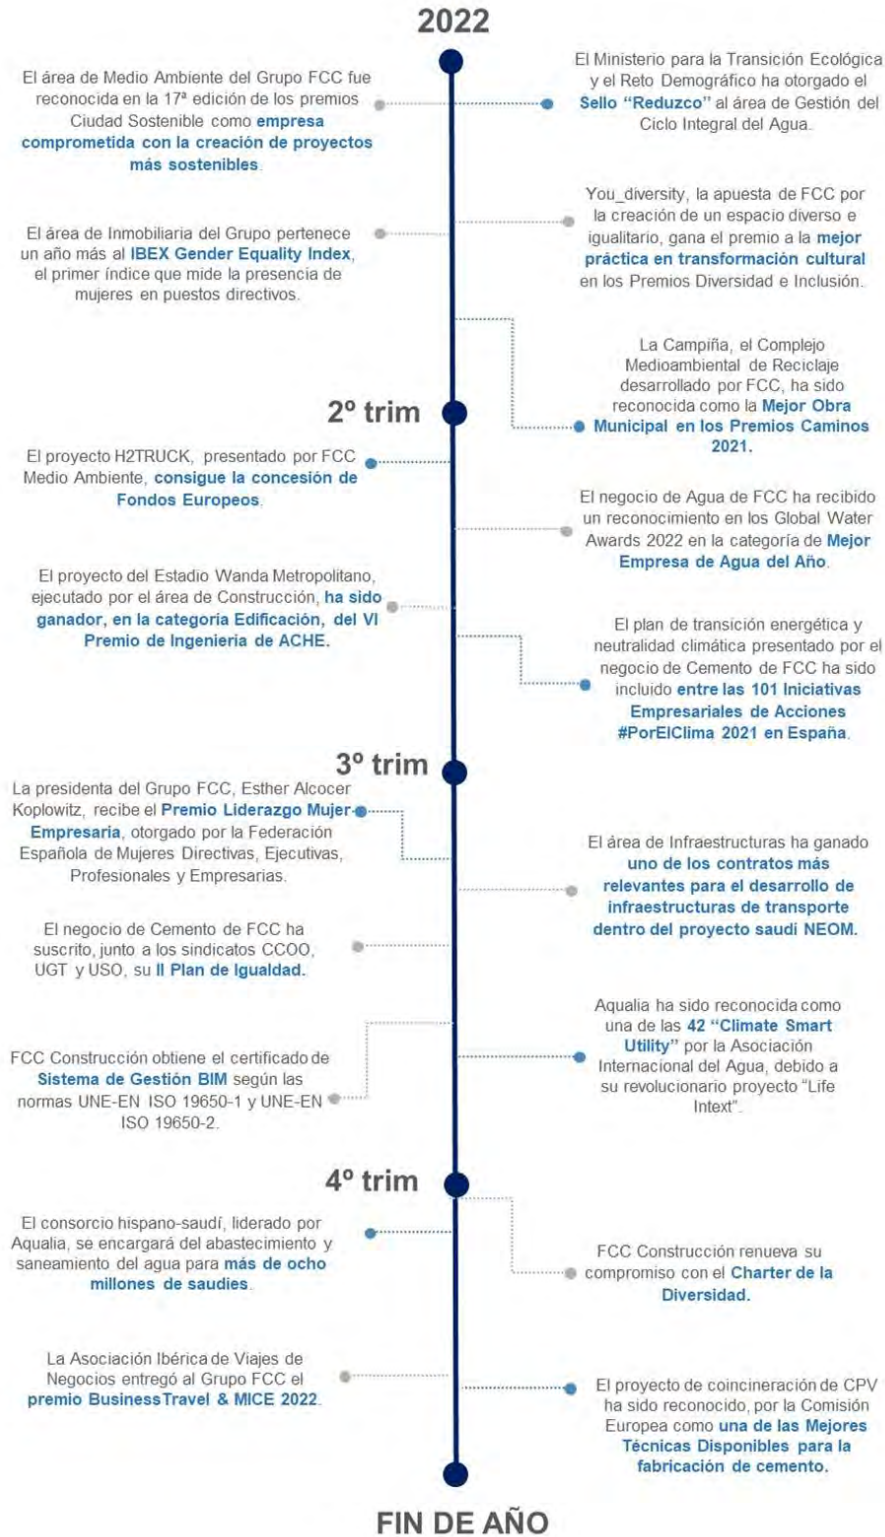 2022
El área de Medio Ambiente del Grupo FCC fue
reconocida en la 17ª edición de los premios
Ciudad Sostenible como empresa
comprometida con la creación de proyectos
más sostenibles.
El Ministerio para la Transición Ecológica
y el Reto Demográfico ha otorgado el
Sello “Reduzco” al área de Gestión del
Ciclo Integral del Agua.
El área de Inmobiliaria del Grupo pertenece
un año más al IBEX Gender Equality Index,
el primer índice que mide la presencia de
mujeres en puestos directivos.
You_diversity, la apuesta de FCC por
la creación de un espacio diverso e
igualitario, gana el premio a la mejor
práctica en transformación cultural
en los Premios Diversidad e Inclusión.
La Campiña, el Complejo
Medioambiental de Reciclaje
desarrollado por FCC, ha sido
reconocida como la Mejor Obra
Municipal en los Premios Caminos
2021.
2º trim
El proyecto H2TRUCK, presentado por FCC
Medio Ambiente, consigue la concesión de
Fondos Europeos.
El negocio de Agua de FCC ha recibido
un reconocimiento en los Global Water
Awards 2022 en la categoría de Mejor
Empresa de Agua del Año.
El proyecto del Estadio Wanda Metropolitano,
ejecutado por el área de Construcción, ha sido
ganador, en la categoría Edificación, del VI
Premio de Ingeniería de ACHE.
El plan de transición energética y
neutralidad climática presentado por el
negocio de Cemento de FCC ha sido
incluido entre las 101 Iniciativas
Empresariales de Acciones
#PorElClima 2021 en España.
3º trim
La presidenta del Grupo FCC, Esther Alcocer
Koplowitz, recibe el Premio Liderazgo Mujer
Empresaria, otorgado por la Federación
Española de Mujeres Directivas, Ejecutivas,
Profesionales y Empresarias.
El área de Infraestructuras ha ganado
uno de los contratos más
relevantes para el desarrollo de
infraestructuras de transporte
dentro del proyecto saudí NEOM.
El negocio de Cemento de FCC ha
suscrito, junto a los sindicatos CCOO,
UGT y USO, su II Plan de Igualdad.
Aqualia ha sido reconocida como
una de las 42 “Climate Smart
Utility” por la Asociación
Internacional del Agua, debido a
su revolucionario proyecto “Life
Intext”.
FCC Construcción obtiene el certificado de
Sistema de Gestión BIM según las
normas UNE-EN ISO 19650-1 y UNE-EN
ISO 19650-2.
4º trim
El consorcio hispano-saudí, liderado por
Aqualia, se encargará del abastecimiento y
saneamiento del agua para más de ocho
millones de saudíes.
FCC Construcción renueva su
compromiso con el Charter de la
Diversidad.
La Asociación Ibérica de Viajes de
Negocios entregó al Grupo FCC el
premio Business Travel & MICE 2022.
El proyecto de coincineración de CPV
ha sido reconocido, por la Comisión
Europea como una de las Mejores
Técnicas Disponibles para la
fabricación de cemento.
FIN DE AÑO